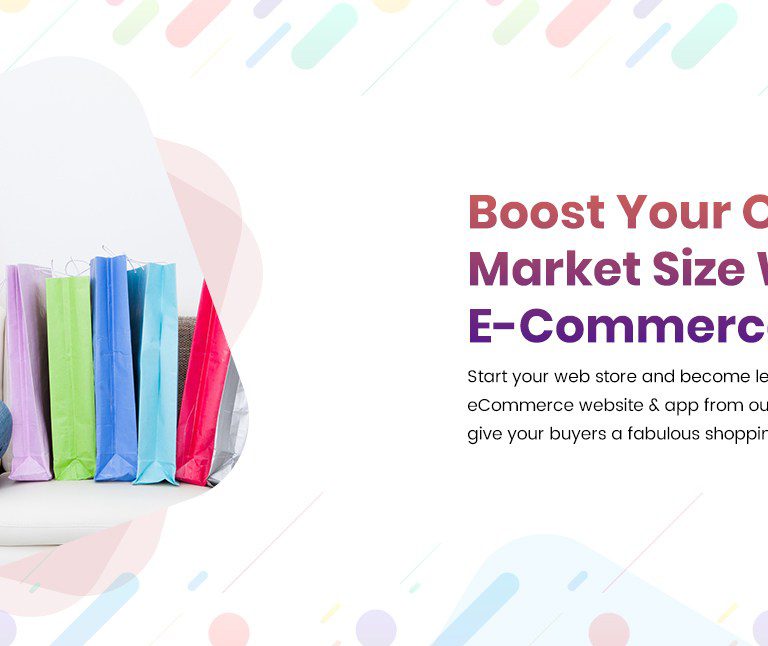 Boost Your
Market Size
E-Commerc
Start your web store and become le
eCommerce website & app from ou
give your buyers a fabulous shoppin